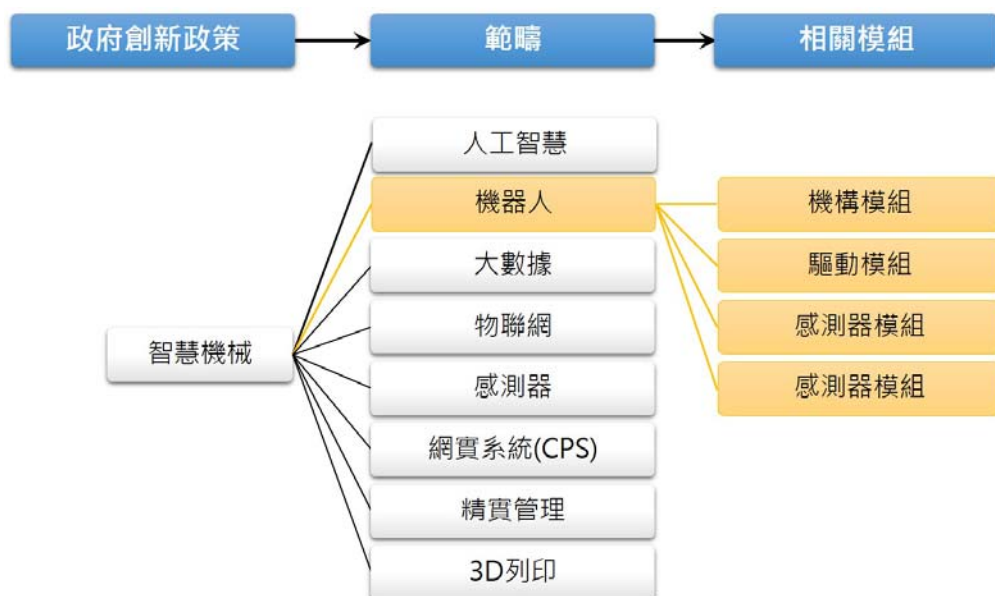 政府創新政策
範疇
相關模組
人工智慧
機器人
機構模組
大數據
驅動模組
物聯網
感測器模組
智慧機械
感測器
感測器模組
網實系統(CPS)
精實管理
3D列印